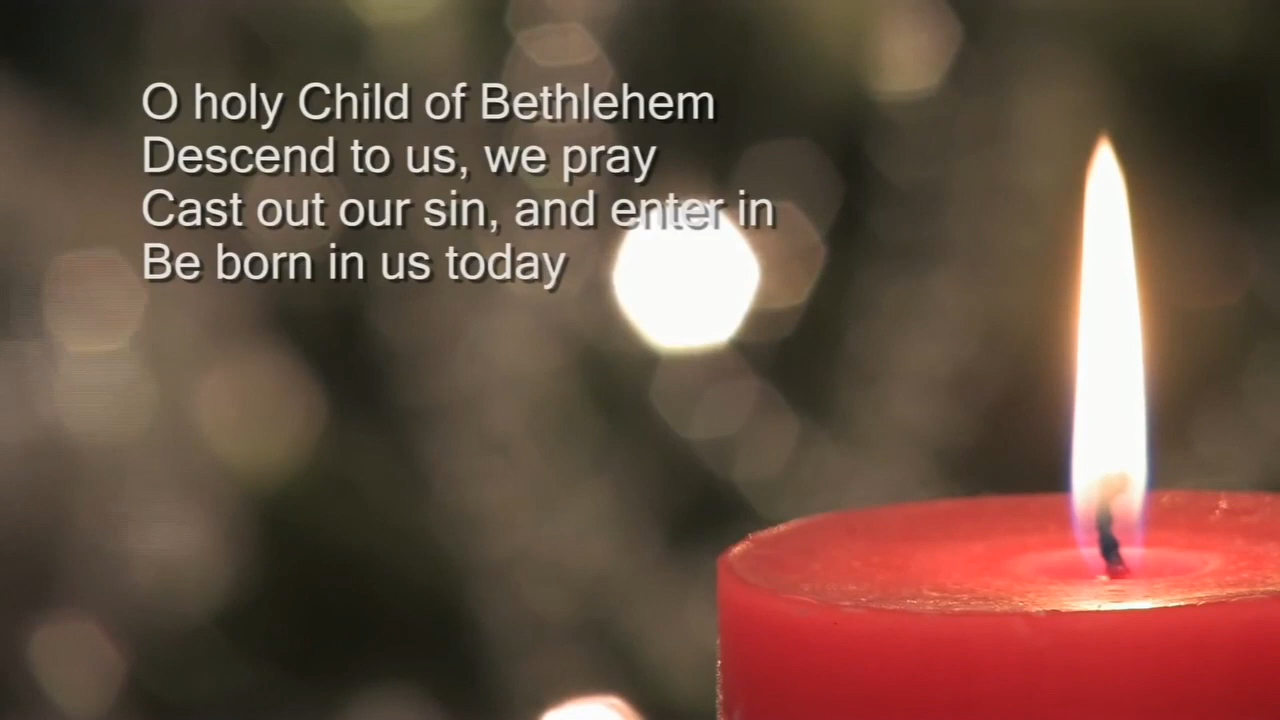 O holy Child of Bethlehem
Descend to us, we pray
Cast out our sin, and enter in
Be born in us today